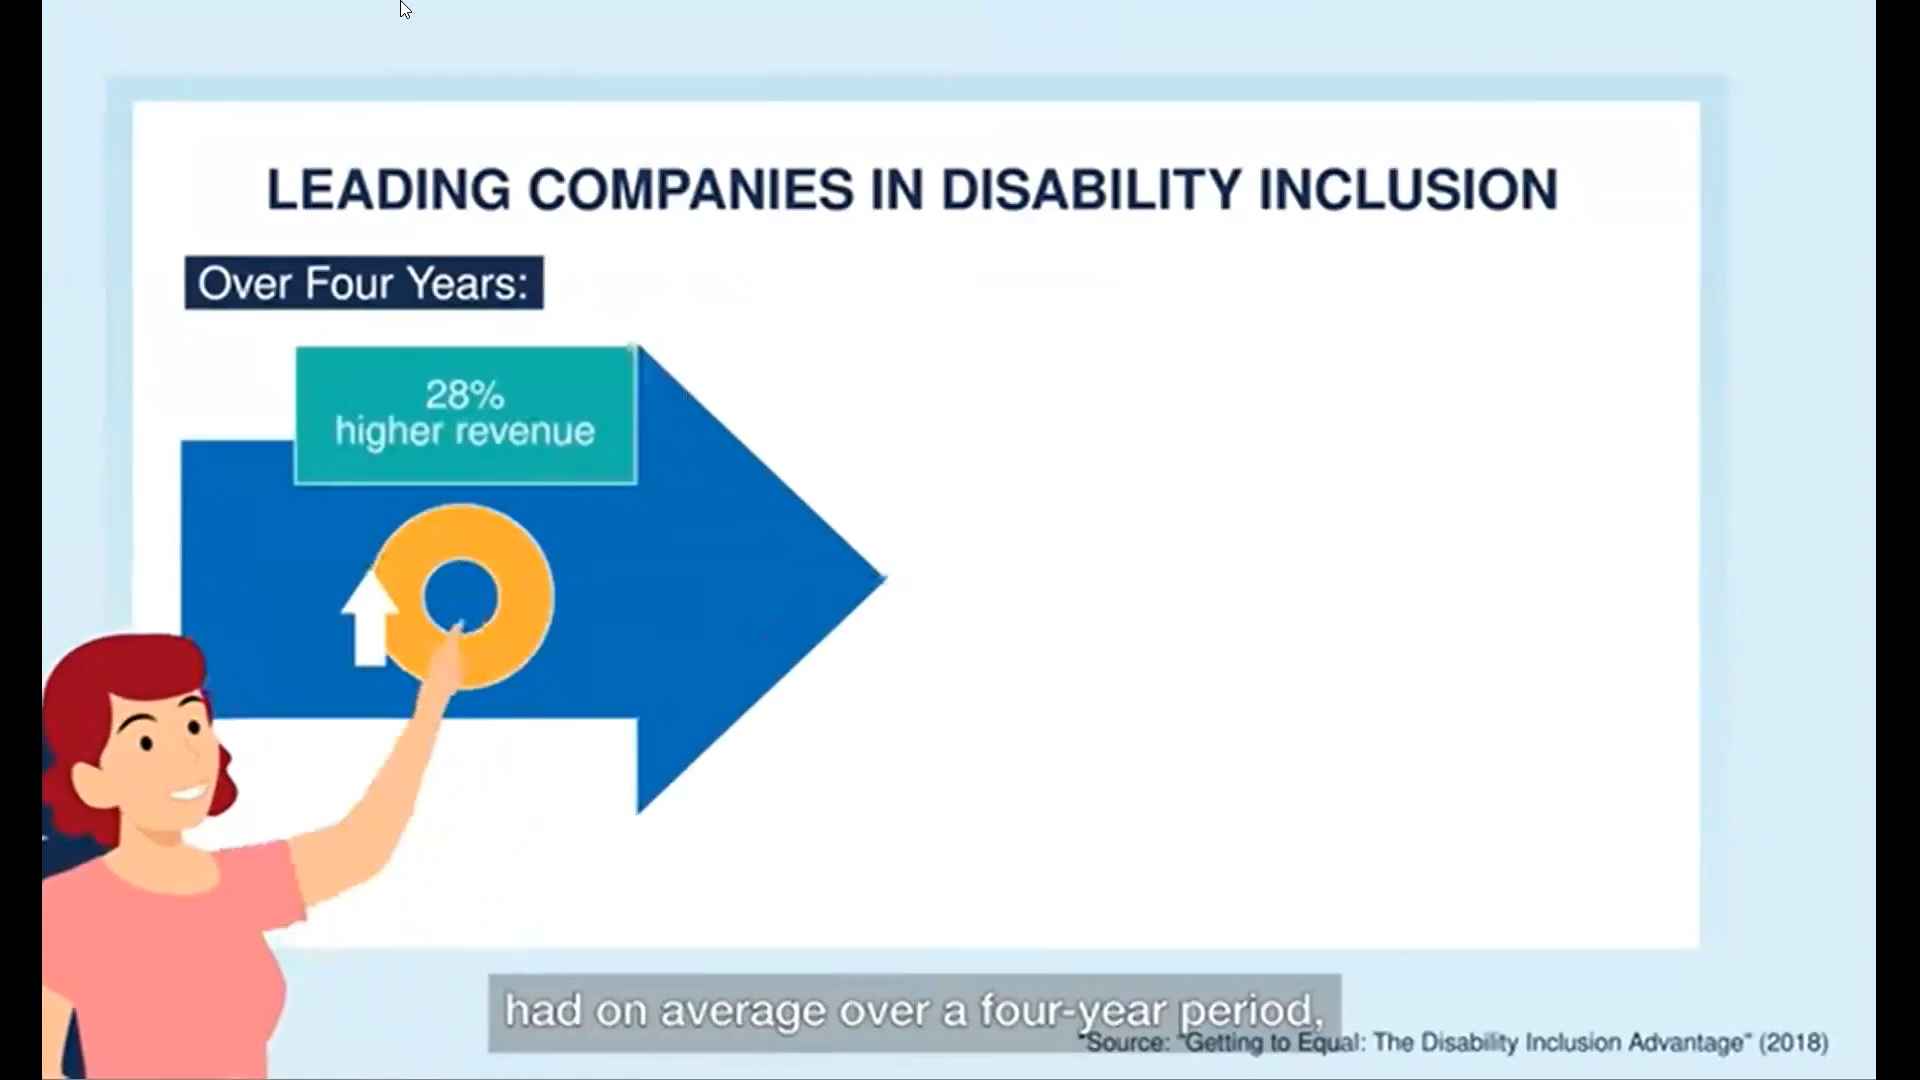 LEADING COMPANIES IN DISABILITY INCLUSION
Over Four Years:
28%
higher revenue
had on average over a four-year period,
*Source: "Getting to Equal: The Disability Inclusion Advantage" (2018)